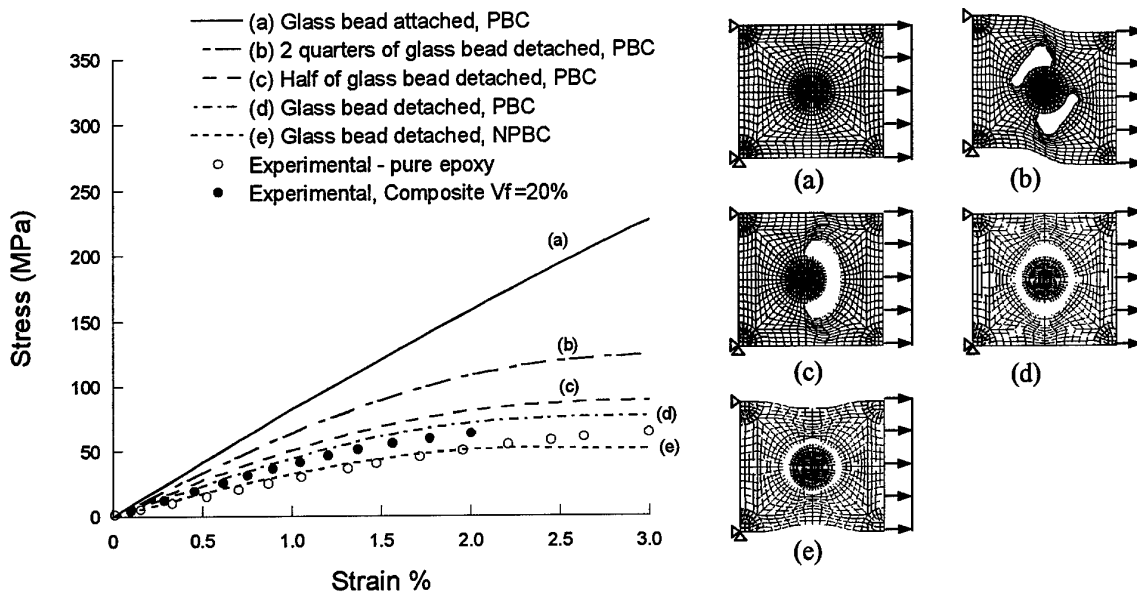 (a) Glass bead attached, PBC
(b) 2 quarters of glass bead detached, PBC
(c) Half of glass bead detached, PBC
(d) Glass bead detached, PBC
(e) Glass bead detached, NPBC
Experimental - pure epoxy
Experimental, Composite Vf=20%
350
300
250
200
150
100
50
0
Stress (MPa)
(a)
(b)
(c)
(d)
(e)
0
0.5
1.0
1.5
2.0
2.5
3.0
Strain %
(a)
(b)
(c)
(d)
(e)